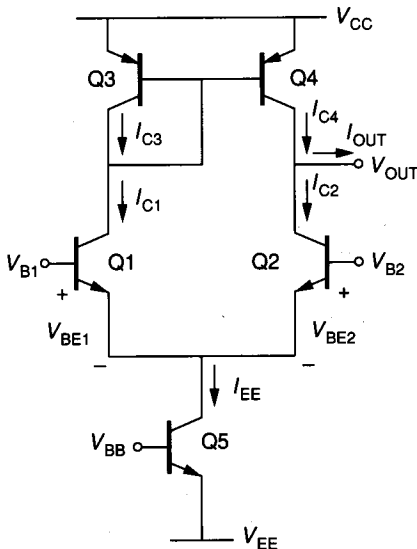 V_CC
Q3
Q4
I_C3
I_C4
I_OUT
V_OUT
I_C1
I_C2
V_B1
Q1
Q2
V_B2
+
+
V_BE1
V_BE2
−
−
I_EE
V_BB
Q5
V_EE